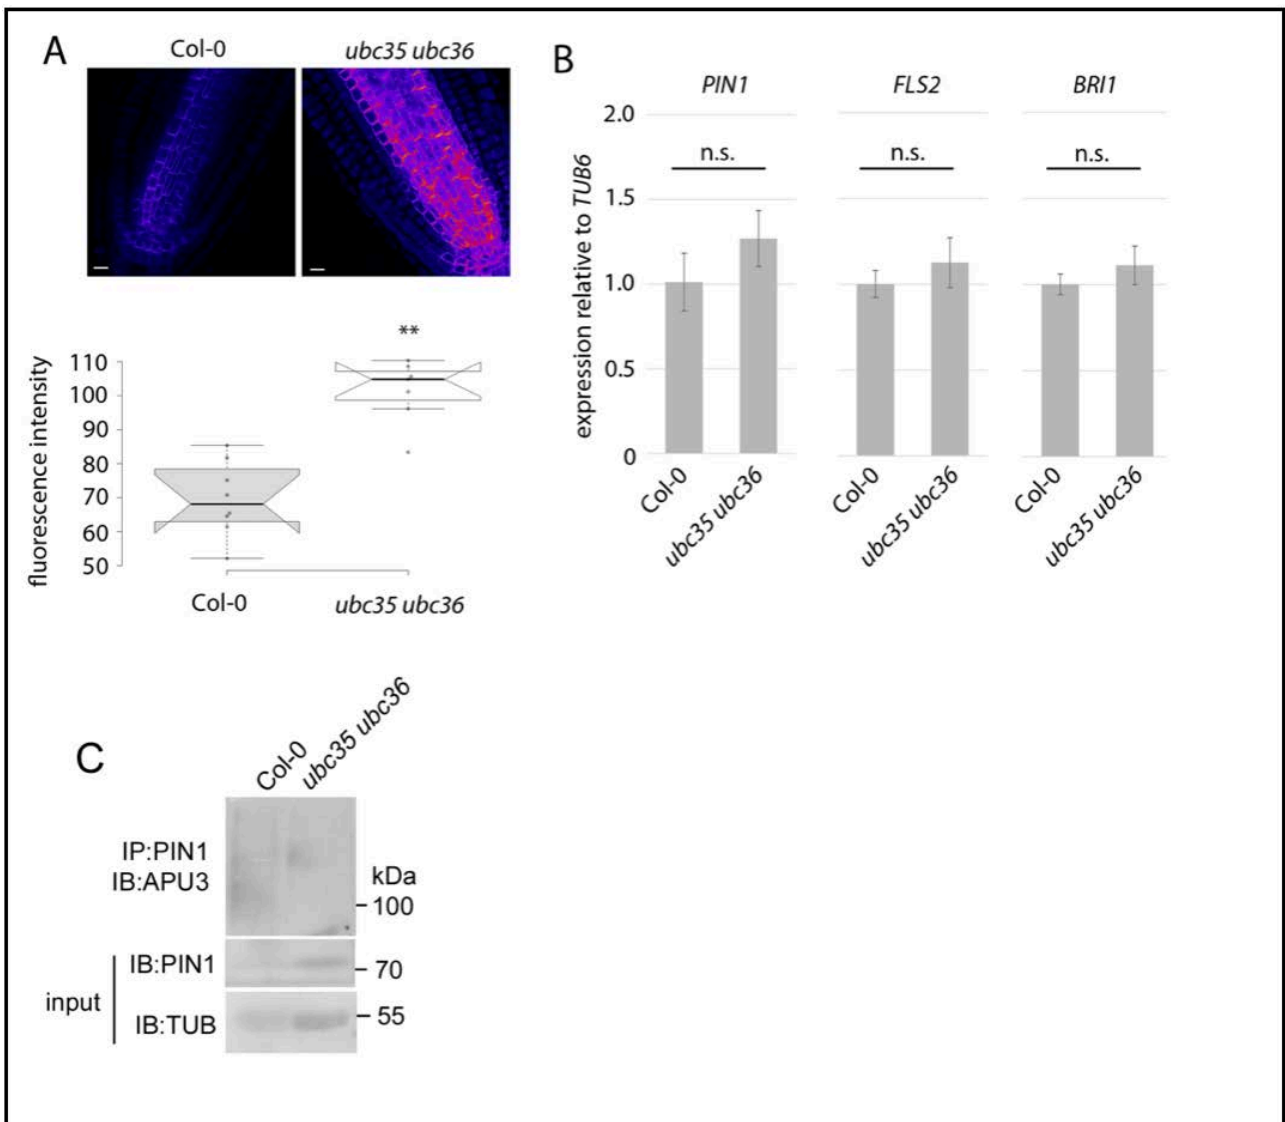 A
Col-0
ubc35 ubc36
fluorescence intensity
110
100
90
80
70
60
50
**
Col-0
ubc35 ubc36
B
PIN1
FLS2
BRI1
expression relative to TUB6
2.0
1.5
1.0
0.5
0
n.s.
n.s.
n.s.
Col-0
ubc35 ubc36
Col-0
ubc35 ubc36
Col-0
ubc35 ubc36
C
Col-0
ubc35 ubc36
IP:PIN1
IB:APU3
kDa
100
input
IB:PIN1
70
IB:TUB
55